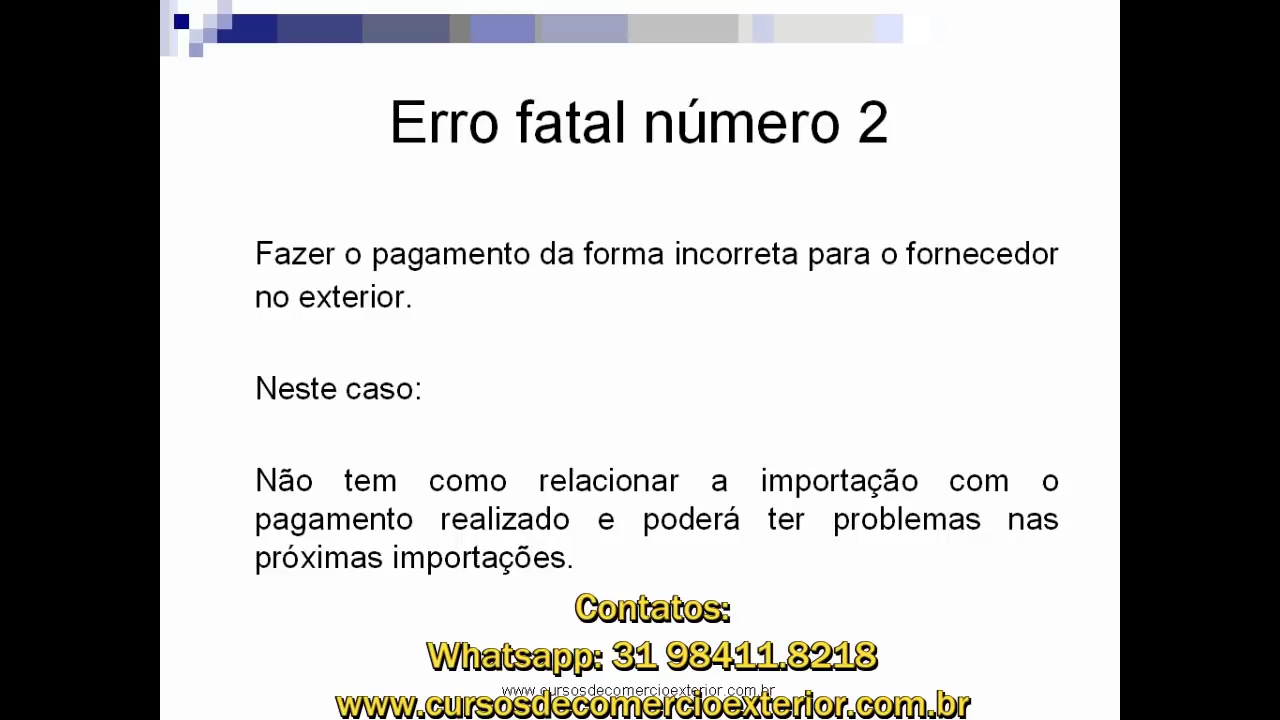 Erro fatal número 2
Fazer o pagamento da forma incorreta para o fornecedor
no exterior.
Neste caso:
Não tem como relacionar a importação com o
pagamento realizado e poderá ter problemas nas
próximas importações.
Contatos:
Whatsapp: 31 98411.8218
www.cursosdecomercioexterior.com.br
www.cursosdecomercioexterior.com.br